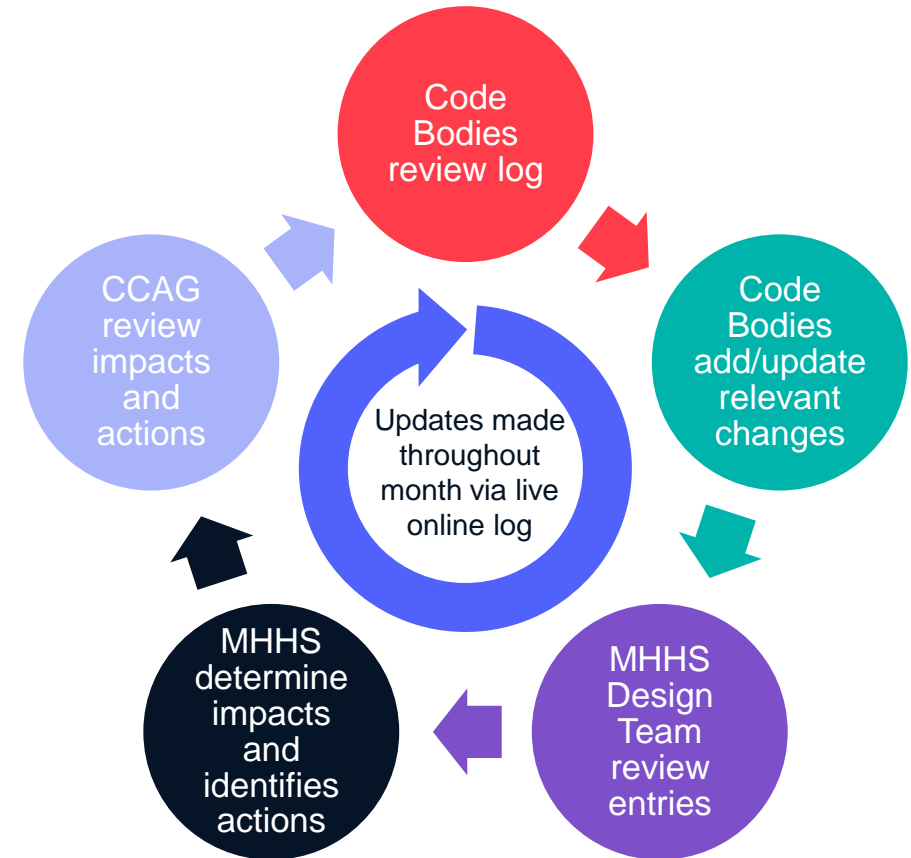 Code
Bodies
review log
Code
Bodies
add/update
relevant
changes
MHHS
Design
Team
review
entries
MHHS
determine
impacts
and
identifies
actions
CCAG
review
impacts
and
actions
Updates made
throughout
month via live
online log